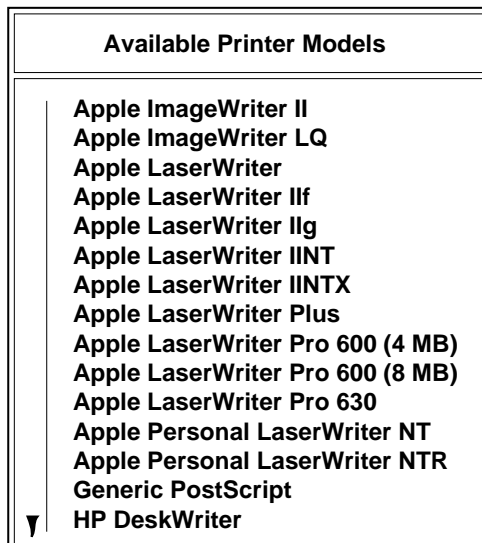 Available Printer Models
Apple ImageWriter II
Apple ImageWriter LQ
Apple LaserWriter
Apple LaserWriter IIf
Apple LaserWriter IIg
Apple LaserWriter IINT
Apple LaserWriter IINTX
Apple LaserWriter Plus
Apple LaserWriter Pro 600 (4 MB)
Apple LaserWriter Pro 600 (8 MB)
Apple LaserWriter Pro 630
Apple Personal LaserWriter NT
Apple Personal LaserWriter NTR
Generic PostScript
HP DeskWriter